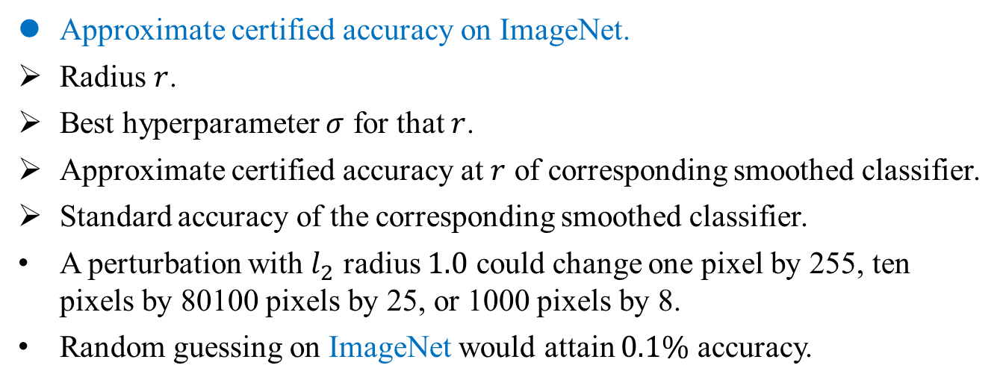 ● Approximate certified accuracy on ImageNet.
➢ Radius 𝑟.
➢ Best hyperparameter 𝜎 for that 𝑟.
➢ Approximate certified accuracy at 𝑟 of corresponding smoothed classifier.
➢ Standard accuracy of the corresponding smoothed classifier.
• A perturbation with 𝑙₂ radius 1.0 could change one pixel by 255, ten
pixels by 80100 pixels by 25, or 1000 pixels by 8.
• Random guessing on ImageNet would attain 0.1% accuracy.